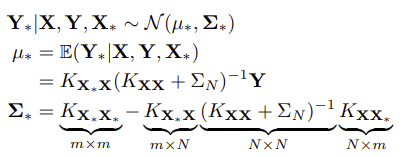 Y∗|X, Y, X∗ ∼ 𝒩(μ∗, Σ∗)
μ∗ = 𝔼(Y∗|X, Y, X∗)
= K_{X∗X}(K_{XX} + Σ_N)^{−1}Y
Σ∗ = K_{X∗X∗} − K_{X∗X} (K_{XX} + Σ_N)^{−1} K_{XX∗}
m×m m×N N×N N×m